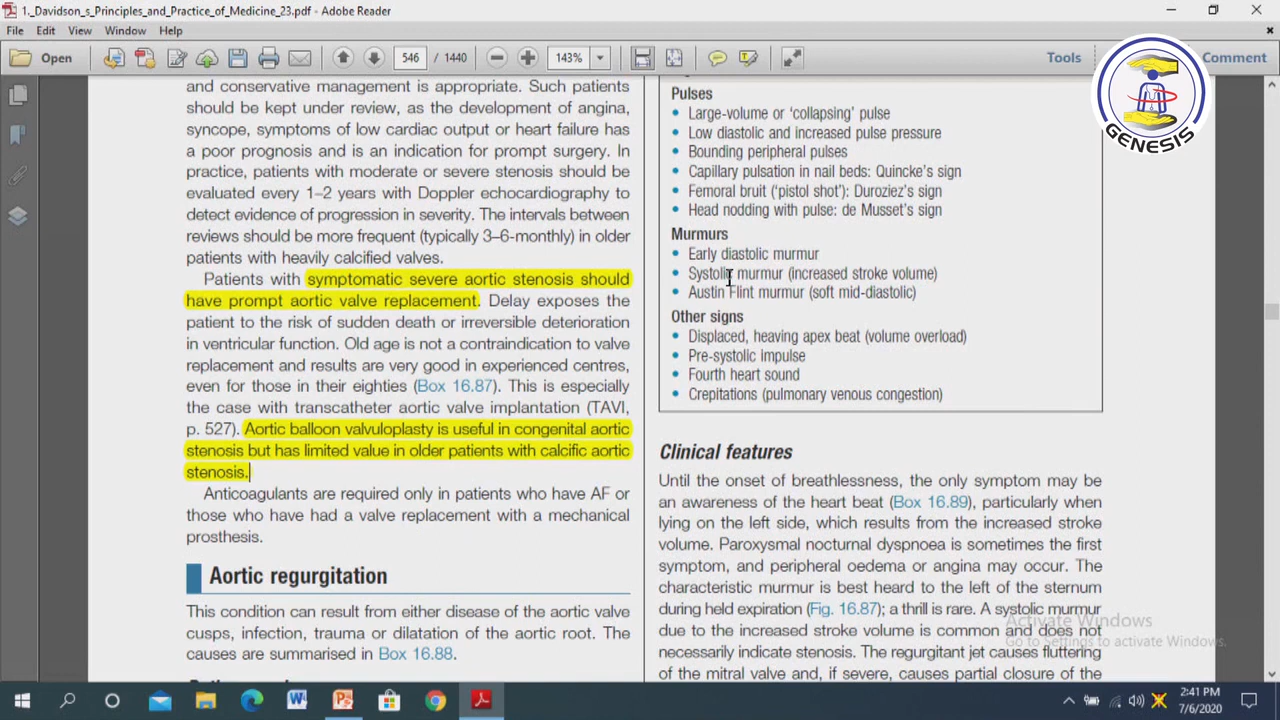 1._Davidson_s_Principles_and_Practice_of_Medicine_23.pdf - Adobe Reader
File Edit View Window Help
Open
546 / 1440
143%
Tools
Comment
GENESIS
and conservative management is appropriate. Such patients
should be kept under review, as the development of angina,
syncope, symptoms of low cardiac output or heart failure has
a poor prognosis and is an indication for prompt surgery. In
practice, patients with moderate or severe stenosis should be
evaluated every 1–2 years with Doppler echocardiography to
detect evidence of progression in severity. The intervals between
reviews should be more frequent (typically 3–6-monthly) in older
patients with heavily calcified valves.
Patients with symptomatic severe aortic stenosis should
have prompt aortic valve replacement. Delay exposes the
patient to the risk of sudden death or irreversible deterioration
in ventricular function. Old age is not a contraindication to valve
replacement and results are very good in experienced centres,
even for those in their eighties (Box 16.87). This is especially
the case with transcatheter aortic valve implantation (TAVI,
p. 527). Aortic balloon valvuloplasty is useful in congenital aortic
stenosis but has limited value in older patients with calcific aortic
stenosis.
Anticoagulants are required only in patients who have AF or
those who have had a valve replacement with a mechanical
prosthesis.
Aortic regurgitation
This condition can result from either disease of the aortic valve
cusps, infection, trauma or dilatation of the aortic root. The
causes are summarised in Box 16.88.
Pulses
• Large-volume or ‘collapsing’ pulse
• Low diastolic and increased pulse pressure
• Bounding peripheral pulses
• Capillary pulsation in nail beds: Quincke’s sign
• Femoral bruit (‘pistol shot’): Duroziez’s sign
• Head nodding with pulse: de Musset’s sign
Murmurs
• Early diastolic murmur
• Systolic murmur (increased stroke volume)
• Austin Flint murmur (soft mid-diastolic)
Other signs
• Displaced, heaving apex beat (volume overload)
• Pre-systolic impulse
• Fourth heart sound
• Crepitations (pulmonary venous congestion)
Clinical features
Until the onset of breathlessness, the only symptom may be
an awareness of the heart beat (Box 16.89), particularly when
lying on the left side, which results from the increased stroke
volume. Paroxysmal nocturnal dyspnoea is sometimes the first
symptom, and peripheral oedema or angina may occur. The
characteristic murmur is best heard to the left of the sternum
during held expiration (Fig. 16.87); a thrill is rare. A systolic murmur
due to the increased stroke volume is common and does not
necessarily indicate stenosis. The regurgitant jet causes fluttering
of the mitral valve and, if severe, causes partial closure of the
Activate Windows
Go to Settings to activate Windows.
2:41 PM
7/6/2020